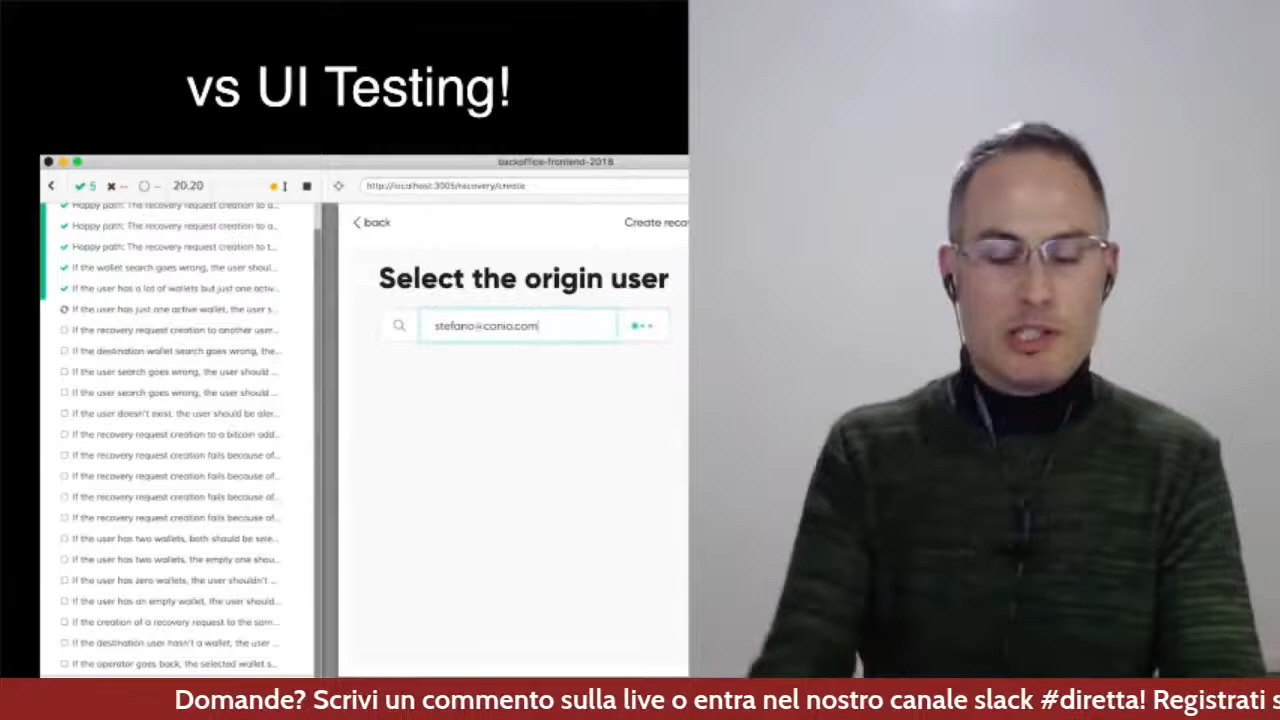 vs UI Testing!
backoffice-frontend-2018
5
--
--
20.20
http://localhost:3005/recovery/create
Happy path: The recovery request creation to a...
Happy path: The recovery request creation to a...
Happy path: The recovery request creation to t...
If the wallet search goes wrong, the user shoul...
If the user has a lot of wallets but just one activ...
If the user has just one active wallet, the user s...
If the recovery request creation to another user...
If the destination wallet search goes wrong, the...
If the user search goes wrong, the user should ...
If the user search goes wrong, the user should ...
If the user doesn't exist, the user should be aler...
If the recovery request creation to a bitcoin add...
If the recovery request creation fails because of...
If the recovery request creation fails because of...
If the recovery request creation fails because of...
If the recovery request creation fails because of...
If the user has two wallets, both should be sele...
If the user has two wallets, the empty one shou...
If the user has zero wallets, the user shouldn't ...
If the user has an empty wallet, the user should...
If the creation of a recovery request to the sam...
If the destination user hasn't a wallet, the user ...
If the operator goes back, the selected wallet s...
back
Create reco
Select the origin user
stefano@conio.com
Domande? Scrivi un commento sulla live o entra nel nostro canale slack #diretta! Registrati s